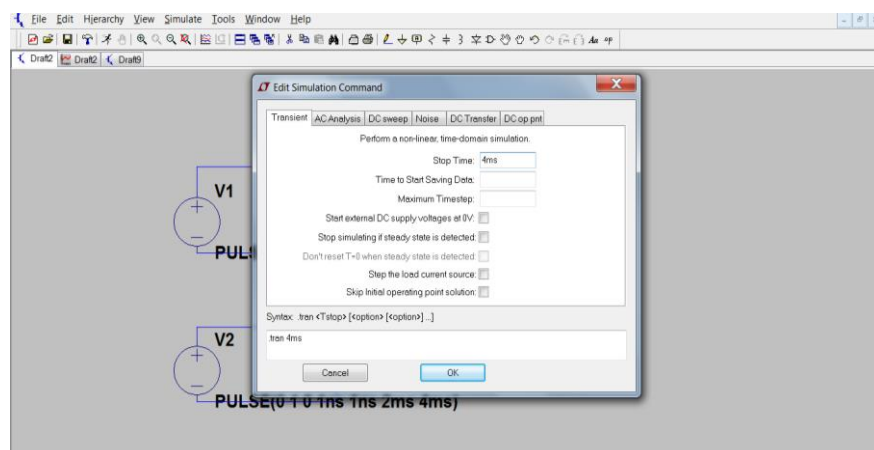 File Edit Hierarchy View Simulate Tools Window Help
Draft2 Draft2 Draft9
Edit Simulation Command
Transient AC Analysis DC sweep Noise DC Transfer DC op pnt
Perform a non-linear, time-domain simulation.
Stop Time: 4ms
Time to Start Saving Data:
Maximum Timestep:
Start external DC supply voltages at 0V:
Stop simulating if steady state is detected:
Don't reset T=0 when steady state is detected:
Step the load current source:
Skip Initial operating point solution:
Syntax: .tran <Tstop> [<option> [<option>] ...]
.tran 4ms
Cancel OK
V1
V2
PULSE(0 1 0 1ns 1ns 2ms 4ms)